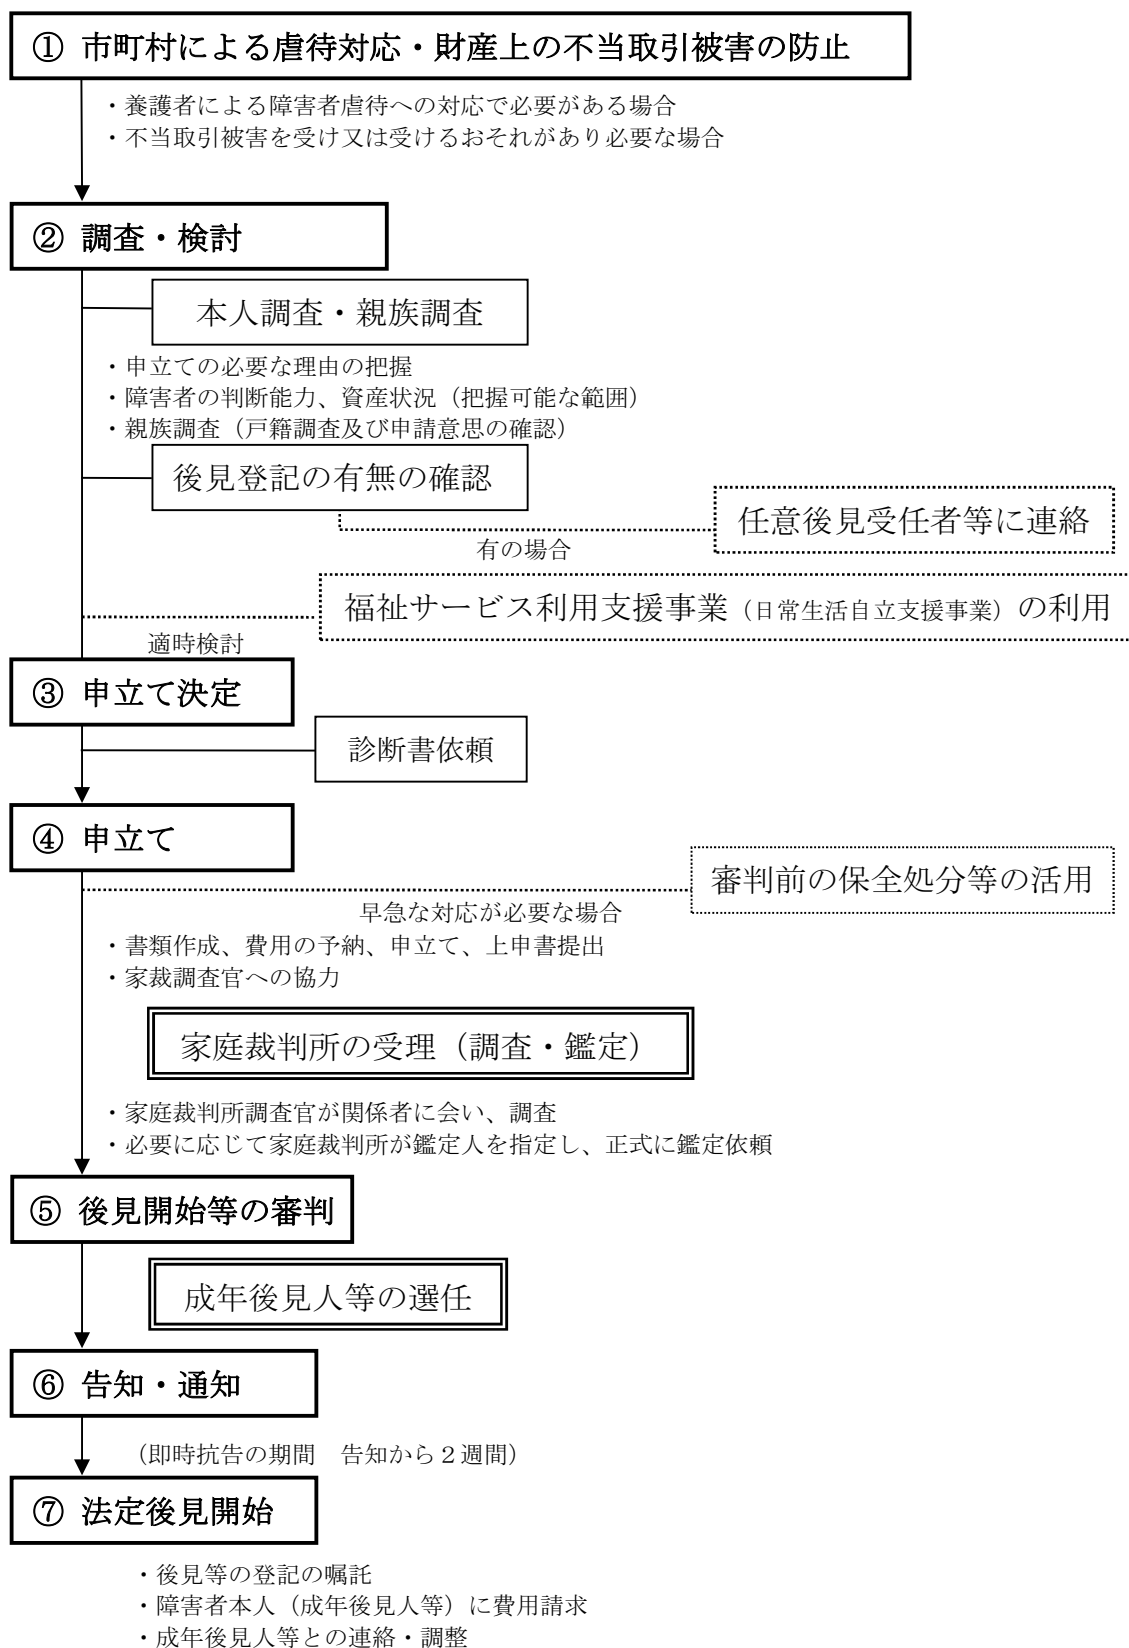 ① 市町村による虐待対応・財産上の不当取引被害の防止
・養護者による障害者虐待への対応で必要がある場合
・不当取引被害を受け又は受けるおそれがあり必要な場合
② 調査・検討
本人調査・親族調査
・申立ての必要な理由の把握
・障害者の判断能力、資産状況（把握可能な範囲）
・親族調査（戸籍調査及び申請意思の確認）
後見登記の有無の確認
任意後見受任者等に連絡
有の場合
福祉サービス利用支援事業（日常生活自立支援事業）の利用
適時検討
③ 申立て決定
診断書依頼
④ 申立て
審判前の保全処分等の活用
早急な対応が必要な場合
・書類作成、費用の予納、申立て、上申書提出
・家裁調査官への協力
家庭裁判所の受理（調査・鑑定）
・家庭裁判所調査官が関係者に会い、調査
・必要に応じて家庭裁判所が鑑定人を指定し、正式に鑑定依頼
⑤ 後見開始等の審判
成年後見人等の選任
⑥ 告知・通知
（即時抗告の期間　告知から２週間）
⑦ 法定後見開始
・後見等の登記の嘱託
・障害者本人（成年後見人等）に費用請求
・成年後見人等との連絡・調整